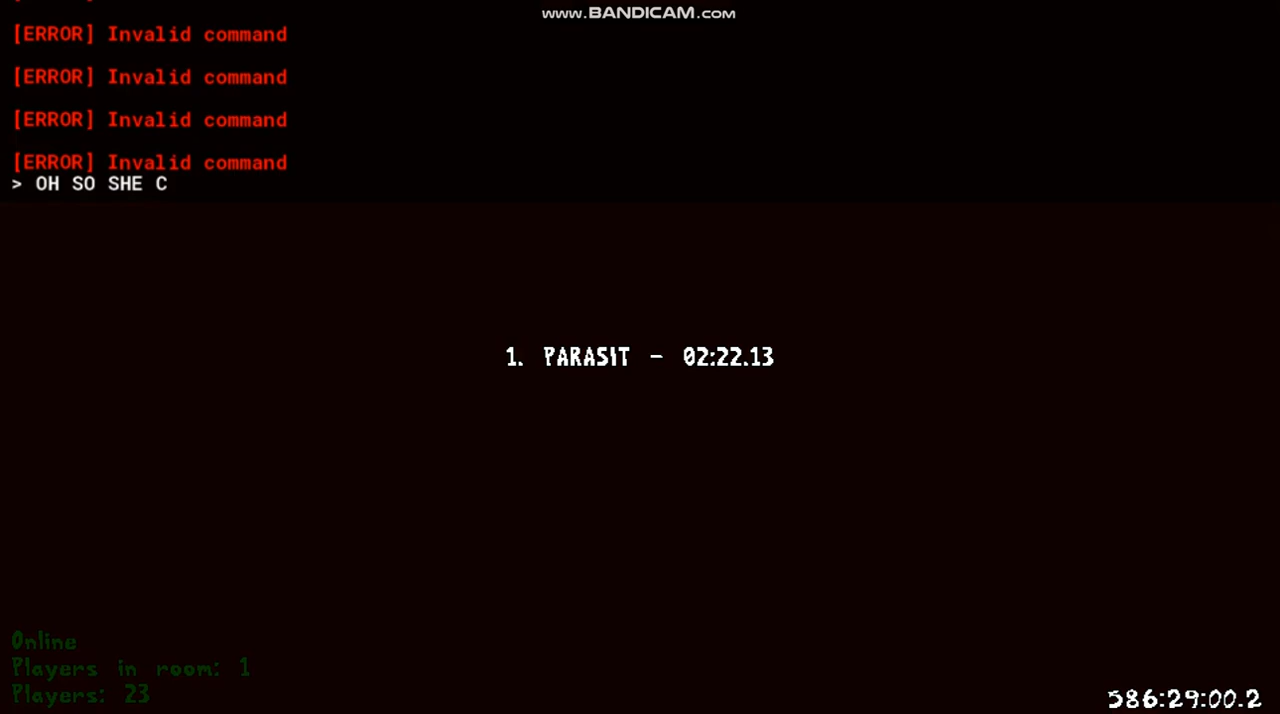 www.BANDICAM.com
[ERROR] Invalid command
[ERROR] Invalid command
[ERROR] Invalid command
[ERROR] Invalid command
> OH SO SHE C
1. PARASIT - 02:22.13
Online
Players in room: 1
Players: 23
586:29:00.2